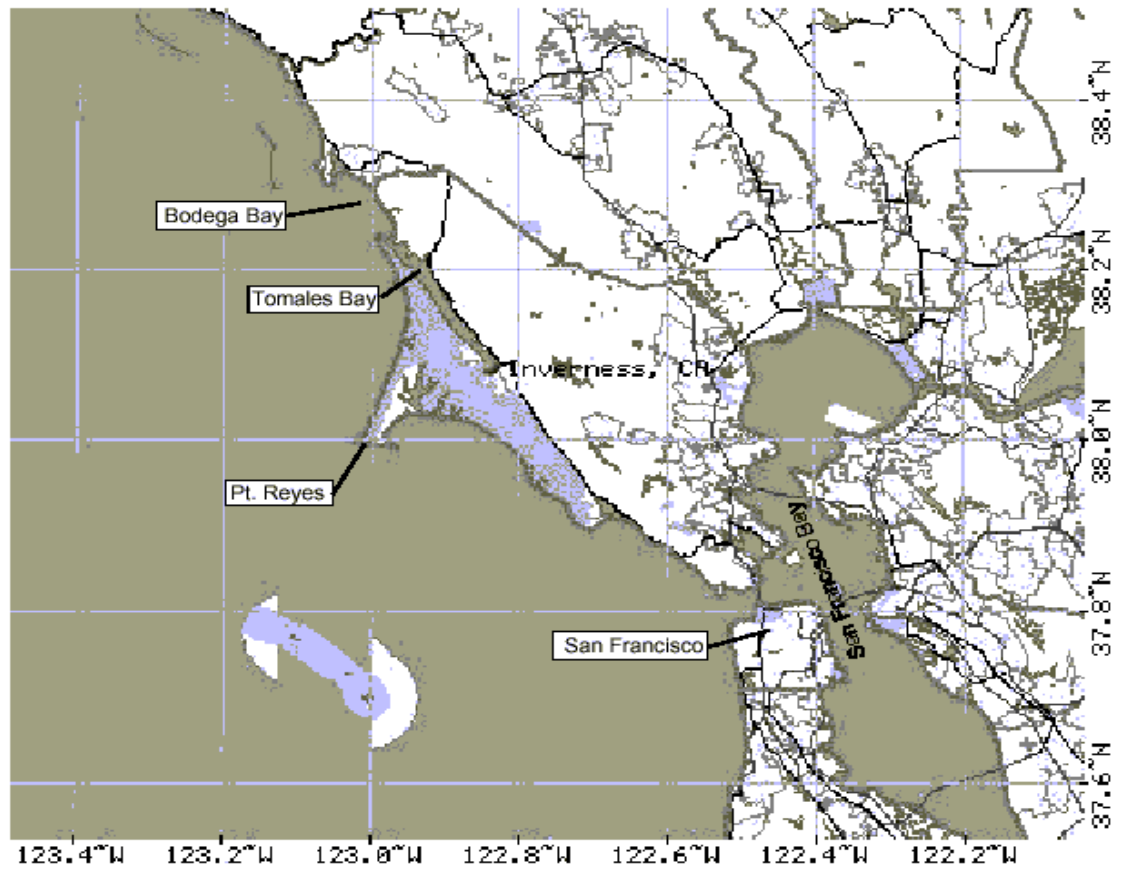 38.4°N
Bodega Bay
38.2°N
Tomales Bay
Inverness, CA
38.0°N
Pt. Reyes
San Francisco Bay
37.8°N
San Francisco
37.6°N
123.4°W 123.2°W 123.0°W 122.8°W 122.6°W 122.4°W 122.2°W